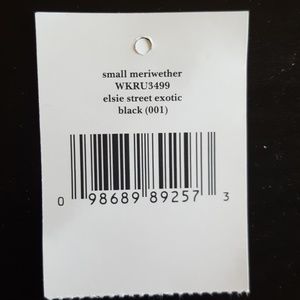 small meriwether
WKRU3499
elsie street exotic
black (001)
0 98689 89257 3